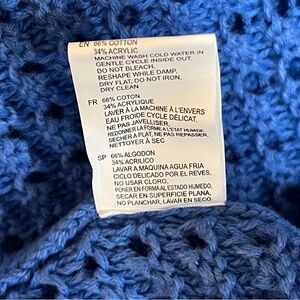 EN 66% COTTON
34% ACRYLIC
MACHINE WASH COLD WATER IN
GENTLE CYCLE INSIDE OUT,
DO NOT BLEACH,
RESHAPE WHILE DAMP,
DRY FLAT, DO NOT IRON,
DRY CLEAN
FR 66% COTON
34% ACRYLIQUE
LAVER À LA MACHINE À L'ENVERS
EAU FROIDE CYCLE DÉLICAT,
NE PAS JAVELLISER,
REDONNER LA FORME A L'ETAT HUMIDE,
SECHER A PLAT, NE PAS REPASSER,
NETTOYER À SEC
SP 66% ALGODON
34% ACRILICO
LAVAR A MAQUINA AGUA FRIA
CICLO DELICADO POR EL REVES,
NO USAR CLORO,
PONER EN FORMA AL ESTADO HUMEDO,
SECAR EN SUPERFICIE PLANA,
NO PLANCHAR, LAVAR EN SECO